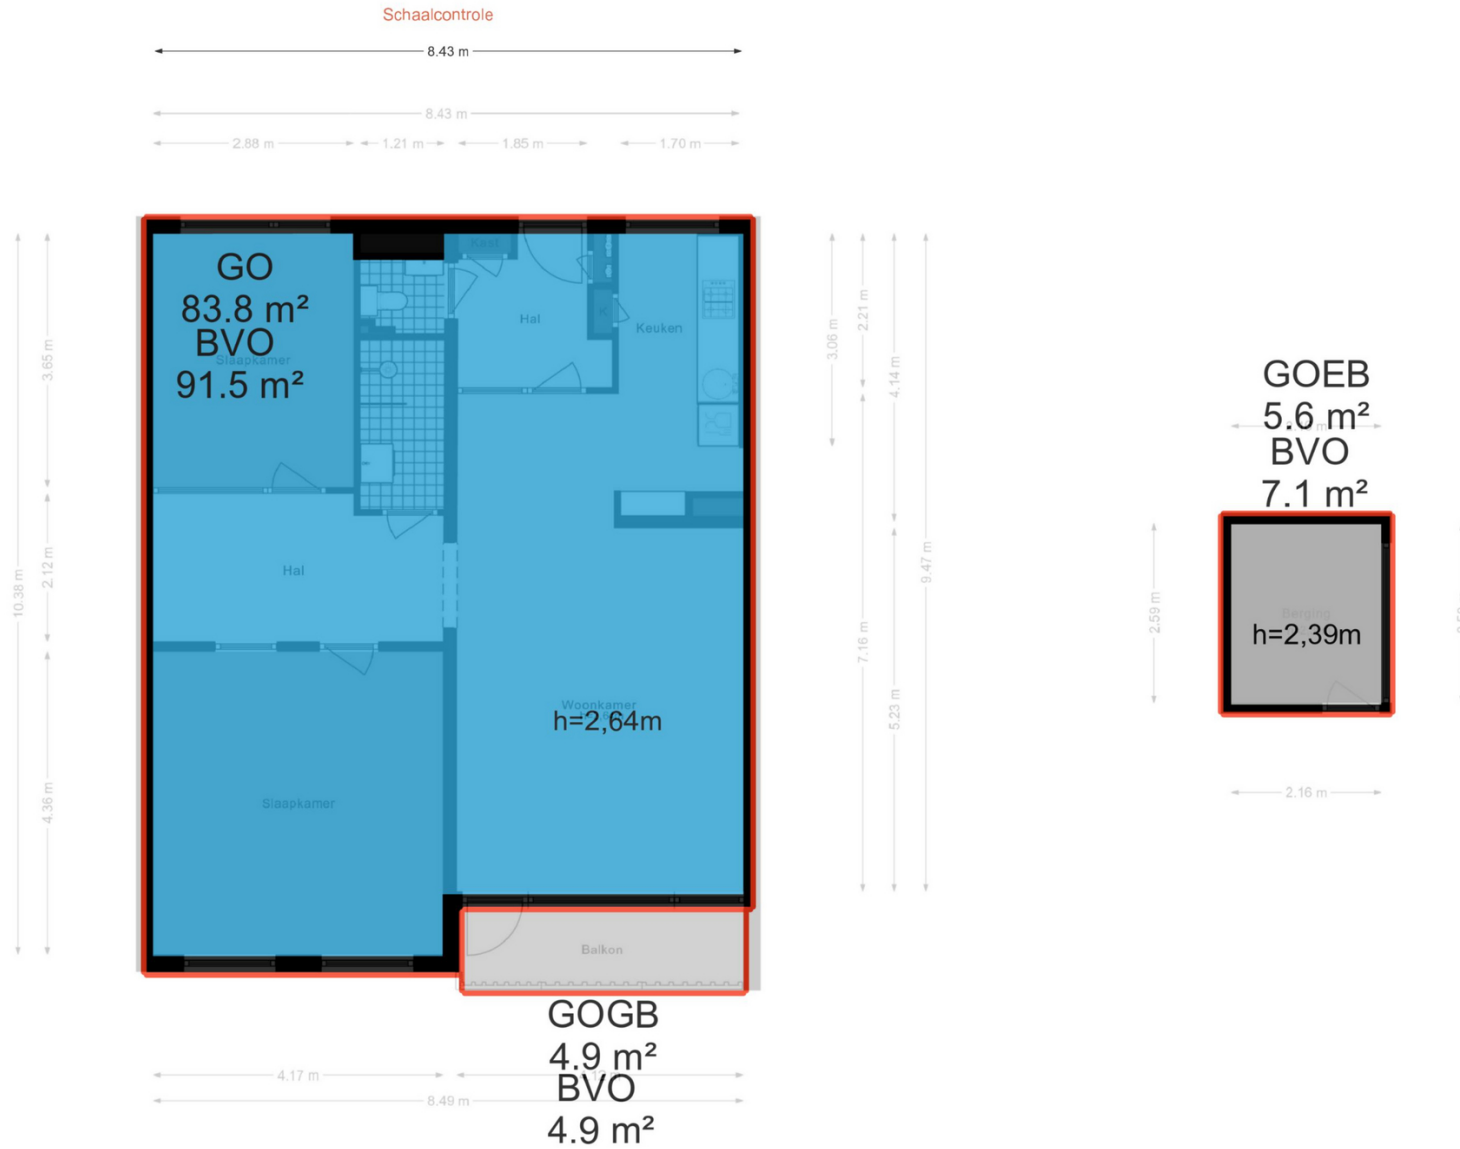 Schaalcontrole
8.43 m
8.43 m
2.88 m
1.21 m
1.85 m
1.70 m
GO
83.8 m²
BVO
91.5 m²
Slaapkamer
Kast
Hal
K
Keuken
3.65 m
2.12 m
10.38 m
4.36 m
3.06 m
2.21 m
4.14 m
9.47 m
7.16 m
5.23 m
Hal
Woonkamer
h=2,64m
Slaapkamer
Balkon
GOGB
4.9 m²
BVO
4.9 m²
4.17 m
8.49 m
GOEB
5.6 m²
BVO
7.1 m²
2.59 m
Berging
h=2,39m
2.16 m